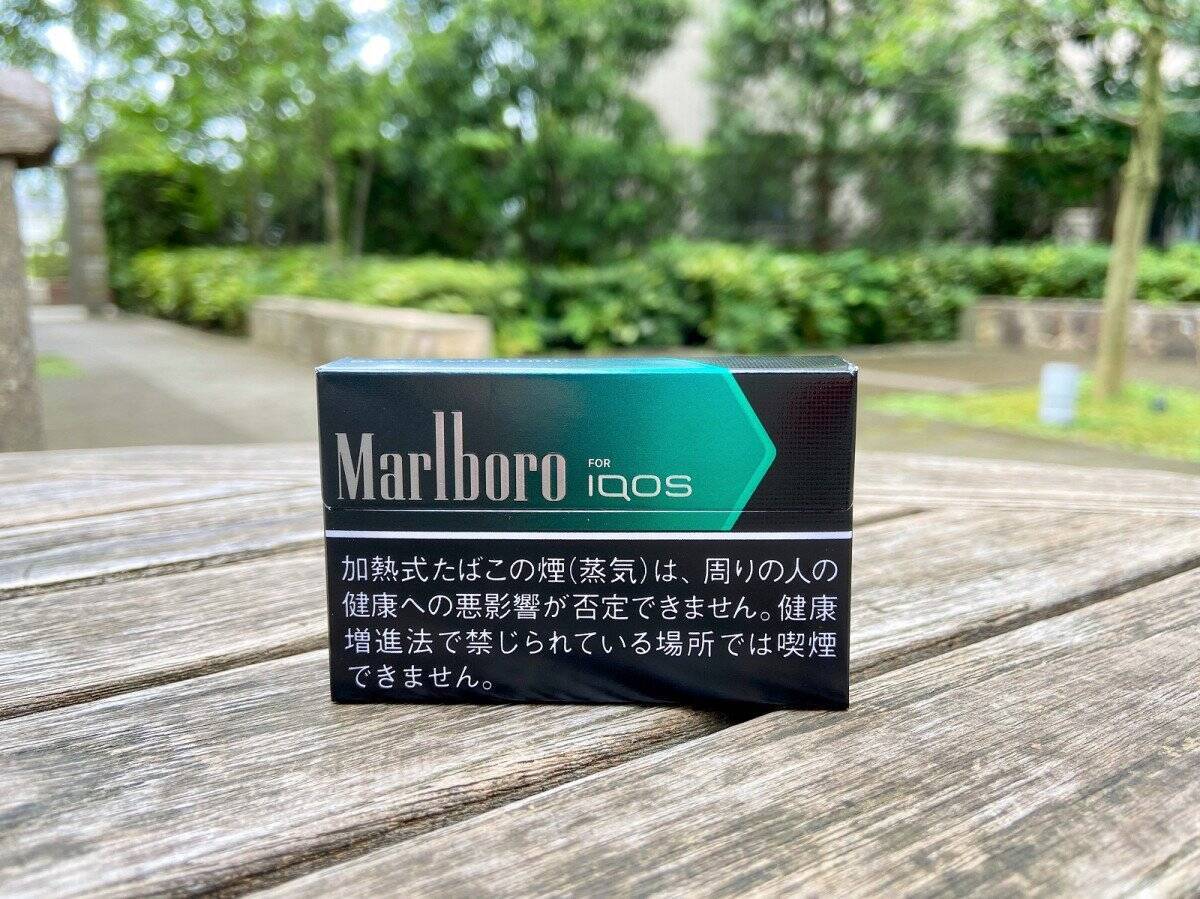 Marlboro FOR IQOS
加熱式たばこの煙(蒸気)は、周りの人の
健康への悪影響が否定できません。健康
増進法で禁じられている場所では喫煙
できません。